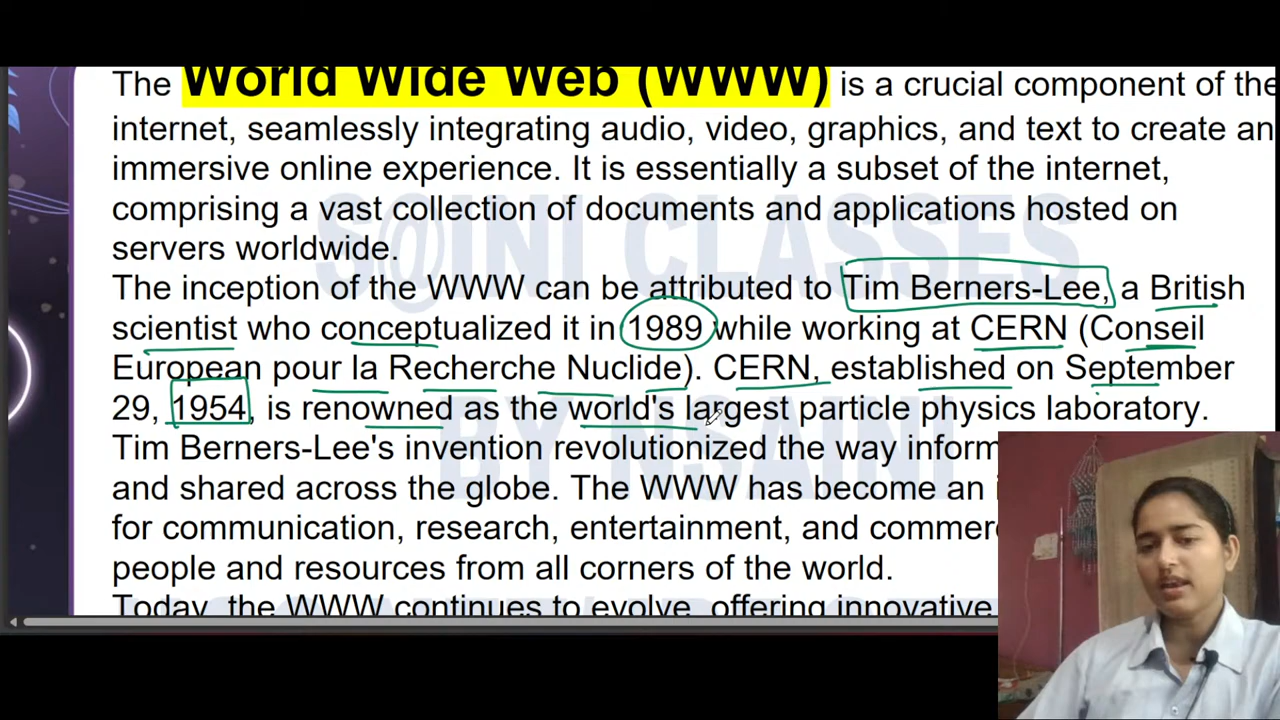 The World Wide Web (WWW) is a crucial component of the
internet, seamlessly integrating audio, video, graphics, and text to create an
immersive online experience. It is essentially a subset of the internet,
comprising a vast collection of documents and applications hosted on
servers worldwide.
The inception of the WWW can be attributed to Tim Berners-Lee, a British
scientist who conceptualized it in 1989 while working at CERN (Conseil
European pour la Recherche Nuclide). CERN, established on September
29, 1954, is renowned as the world's largest particle physics laboratory.
Tim Berners-Lee's invention revolutionized the way inform
and shared across the globe. The WWW has become an
for communication, research, entertainment, and commer
people and resources from all corners of the world.
Today, the WWW continues to evolve, offering innovative
S@INI CLASSES
BY NSAINI